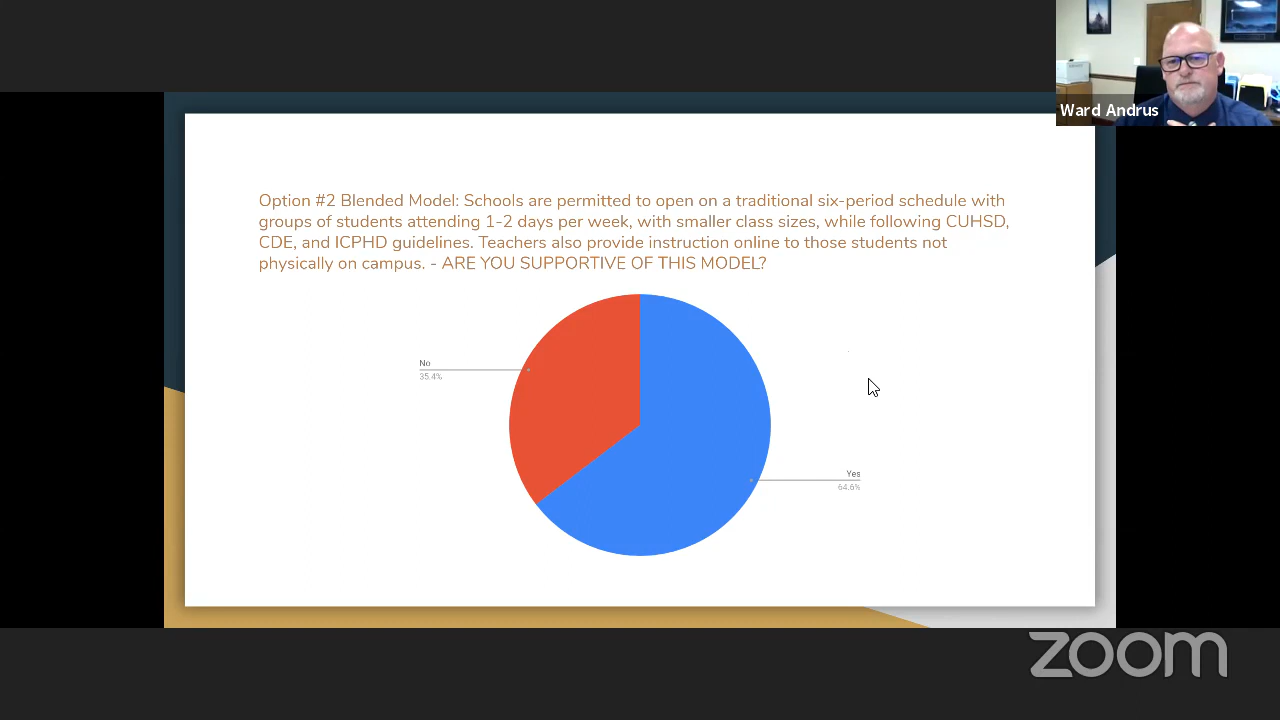 Ward Andrus
Option #2 Blended Model: Schools are permitted to open on a traditional six-period schedule with
groups of students attending 1-2 days per week, with smaller class sizes, while following CUHSD,
CDE, and ICPHD guidelines. Teachers also provide instruction online to those students not
physically on campus. - ARE YOU SUPPORTIVE OF THIS MODEL?
No
35.4%
Yes
64.6%
zoom